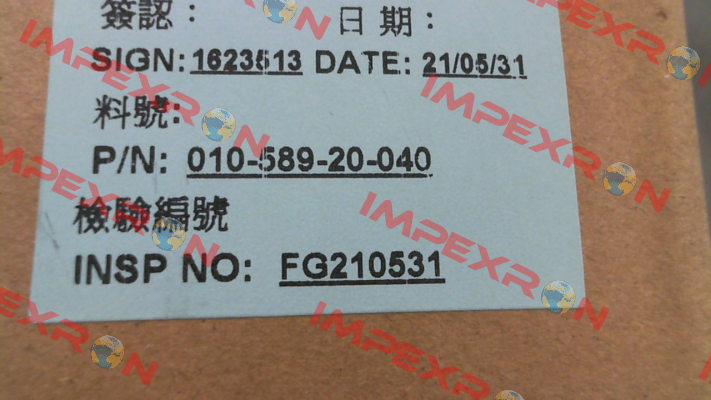 簽認： 日期：
SIGN: 1623513 DATE: 21/05/31
料號:
P/N: 010-589-20-040
檢驗編號
INSP NO: FG210531
IMPEXRON
IMPEXRON
IMPEXRON
IMPEXRON
IMPEXRON
IMPEXRON